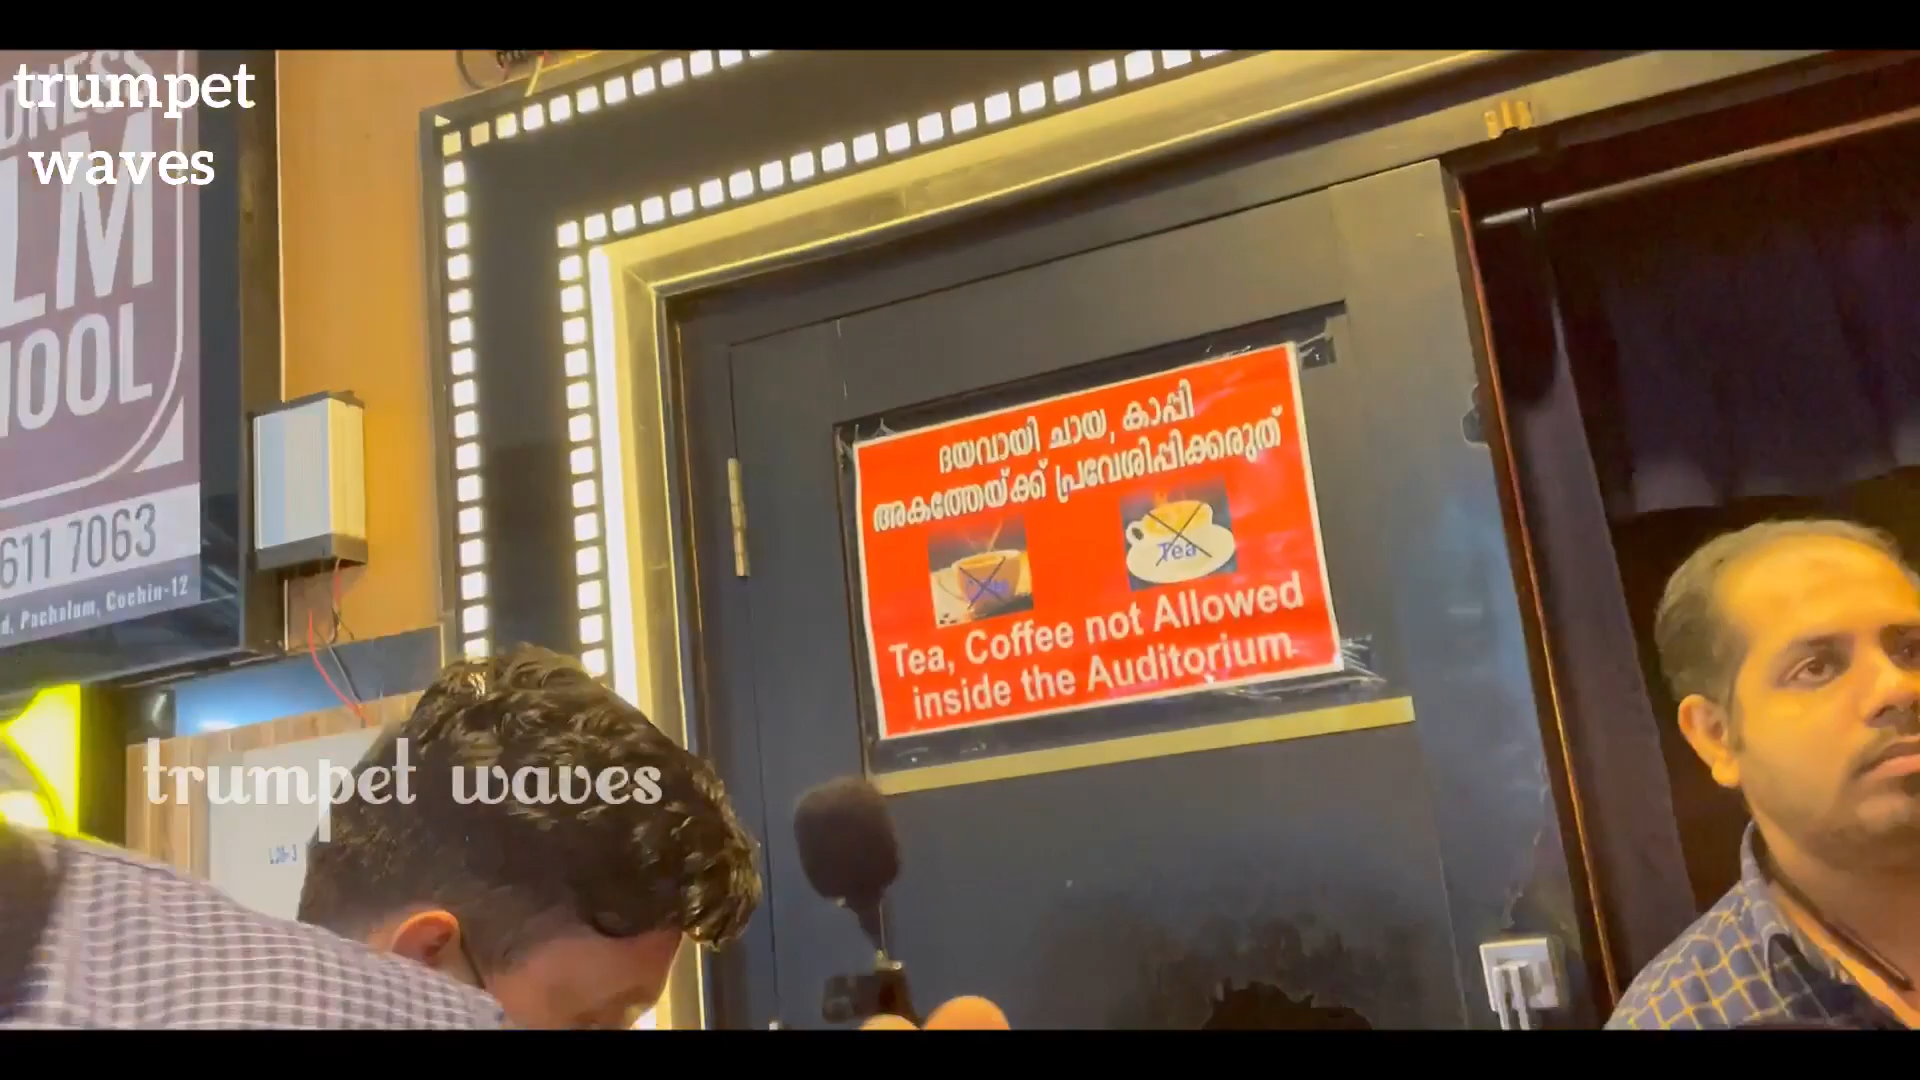 trumpet
waves
HOOL
611 7063
d, Pachalam, Cochin-12
ദയവായി ചായ, കാപ്പി
അകത്തേയ്ക്ക് പ്രവേശിപ്പിക്കരുത്
Tea
Tea, Coffee not Allowed
inside the Auditorium
trumpet waves